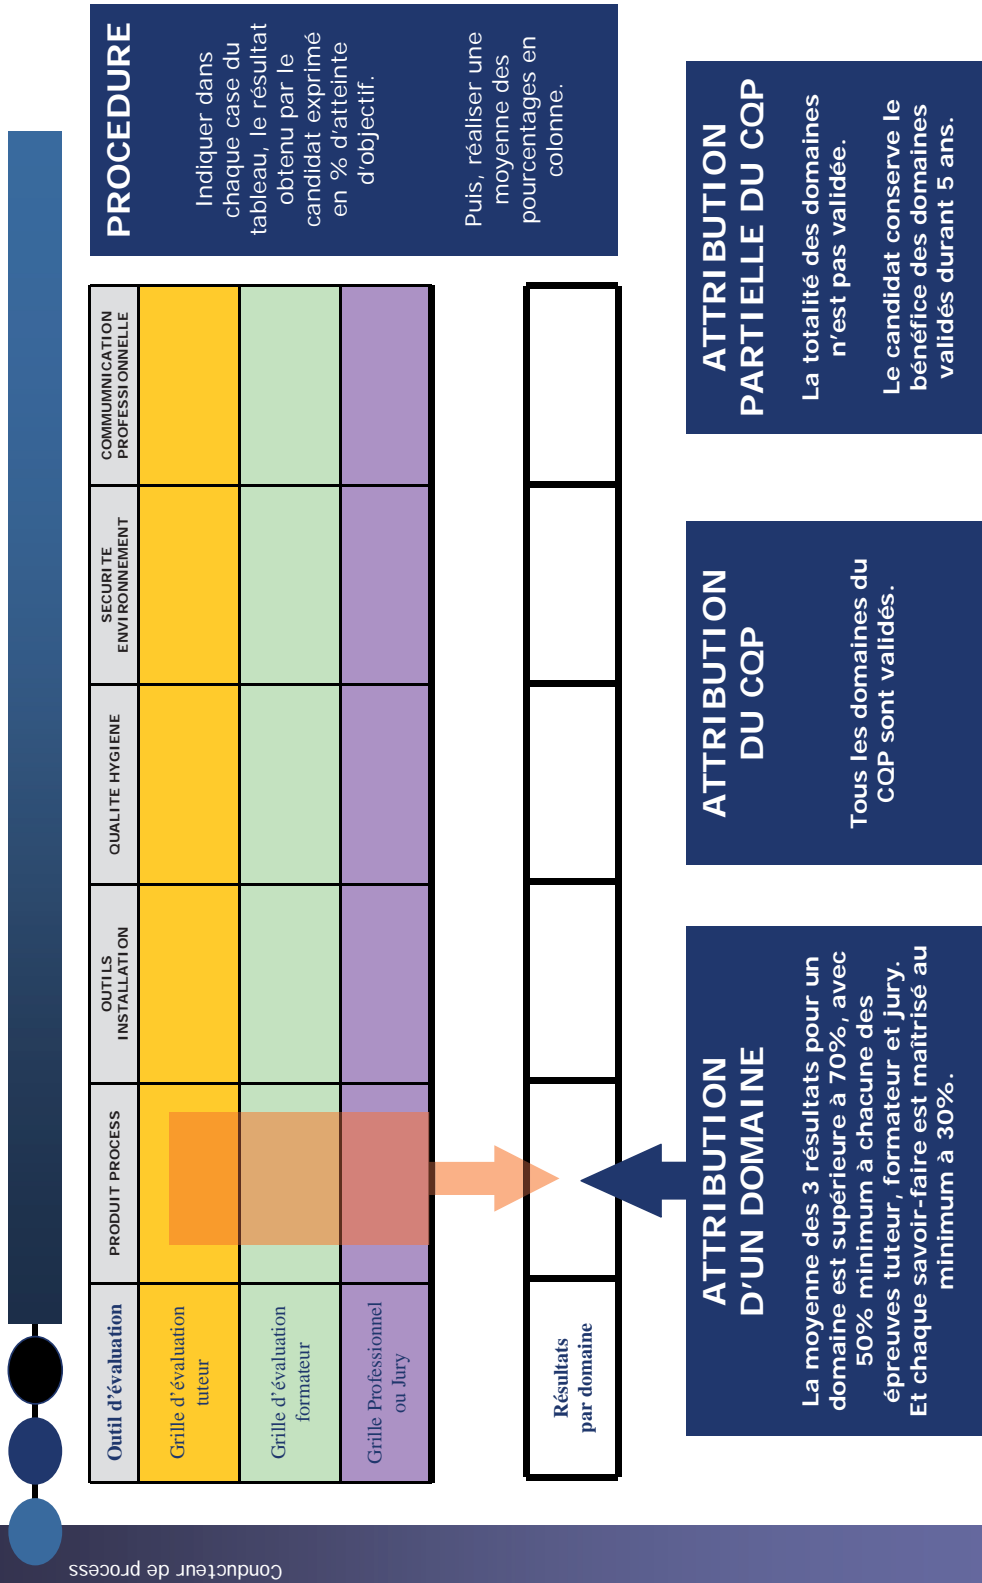 Conducteur de process
Outil d'évaluation
PRODUIT PROCESS
OUTILS
INSTALLATION
QUALITE HYGIENE
SECURITE
ENVIRONNEMENT
COMMUMNICATION
PROFESSIONNELLE
Grille d'évaluation
tuteur
Grille d'évaluation
formateur
Grille Professionnel
ou Jury
Résultats
par domaine
PROCEDURE
Indiquer dans
chaque case du
tableau, le résultat
obtenu par le
candidat exprimé
en % d'atteinte
d'objectif.
Puis, réaliser une
moyenne des
pourcentages en
colonne.
ATTRIBUTION
D'UN DOMAINE
La moyenne des 3 résultats pour un
domaine est supérieure à 70%, avec
50% minimum à chacune des
épreuves tuteur, formateur et jury.
Et chaque savoir-faire est maîtrisé au
minimum à 30%.
ATTRIBUTION
DU CQP
Tous les domaines du
CQP sont validés.
ATTRIBUTION
PARTIELLE DU CQP
La totalité des domaines
n'est pas validée.
Le candidat conserve le
bénéfice des domaines
validés durant 5 ans.